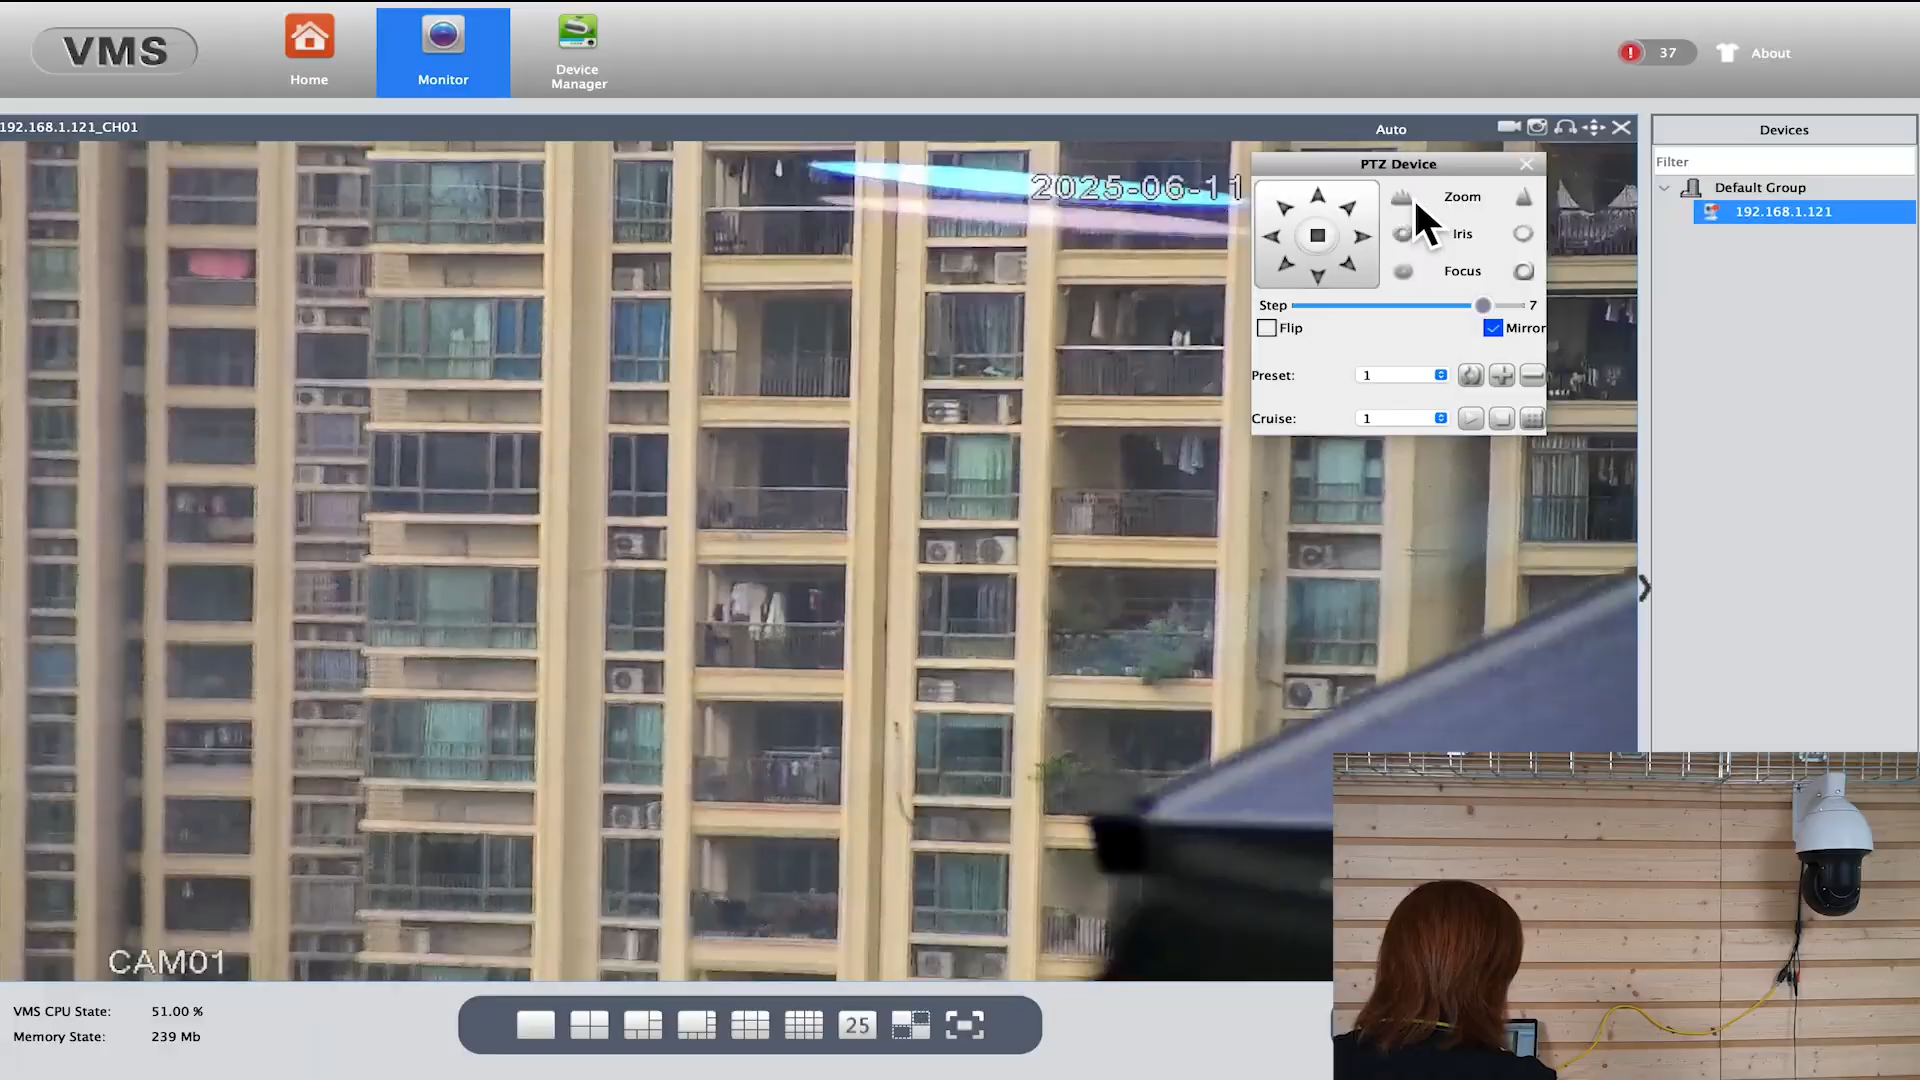 VMS
Home
Monitor
Device
Manager
37
About
192.168.1.121_CH01
Auto
Devices
Filter
Default Group
192.168.1.121
PTZ Device
Zoom
Iris
Focus
Step
7
Flip
Mirror
Preset:
1
Cruise:
1
2025-06-11
CAM01
VMS CPU State:
51.00 %
Memory State:
239 Mb
25